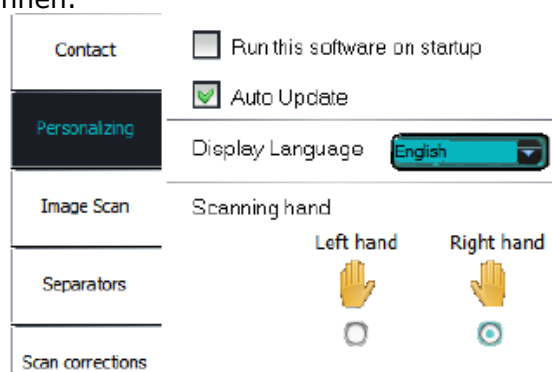 Contact
Run this software on startup
Auto Update
Personalizing
Display Language
English
Image Scan
Scanning hand
Left hand
Right hand
Separators
Scan corrections